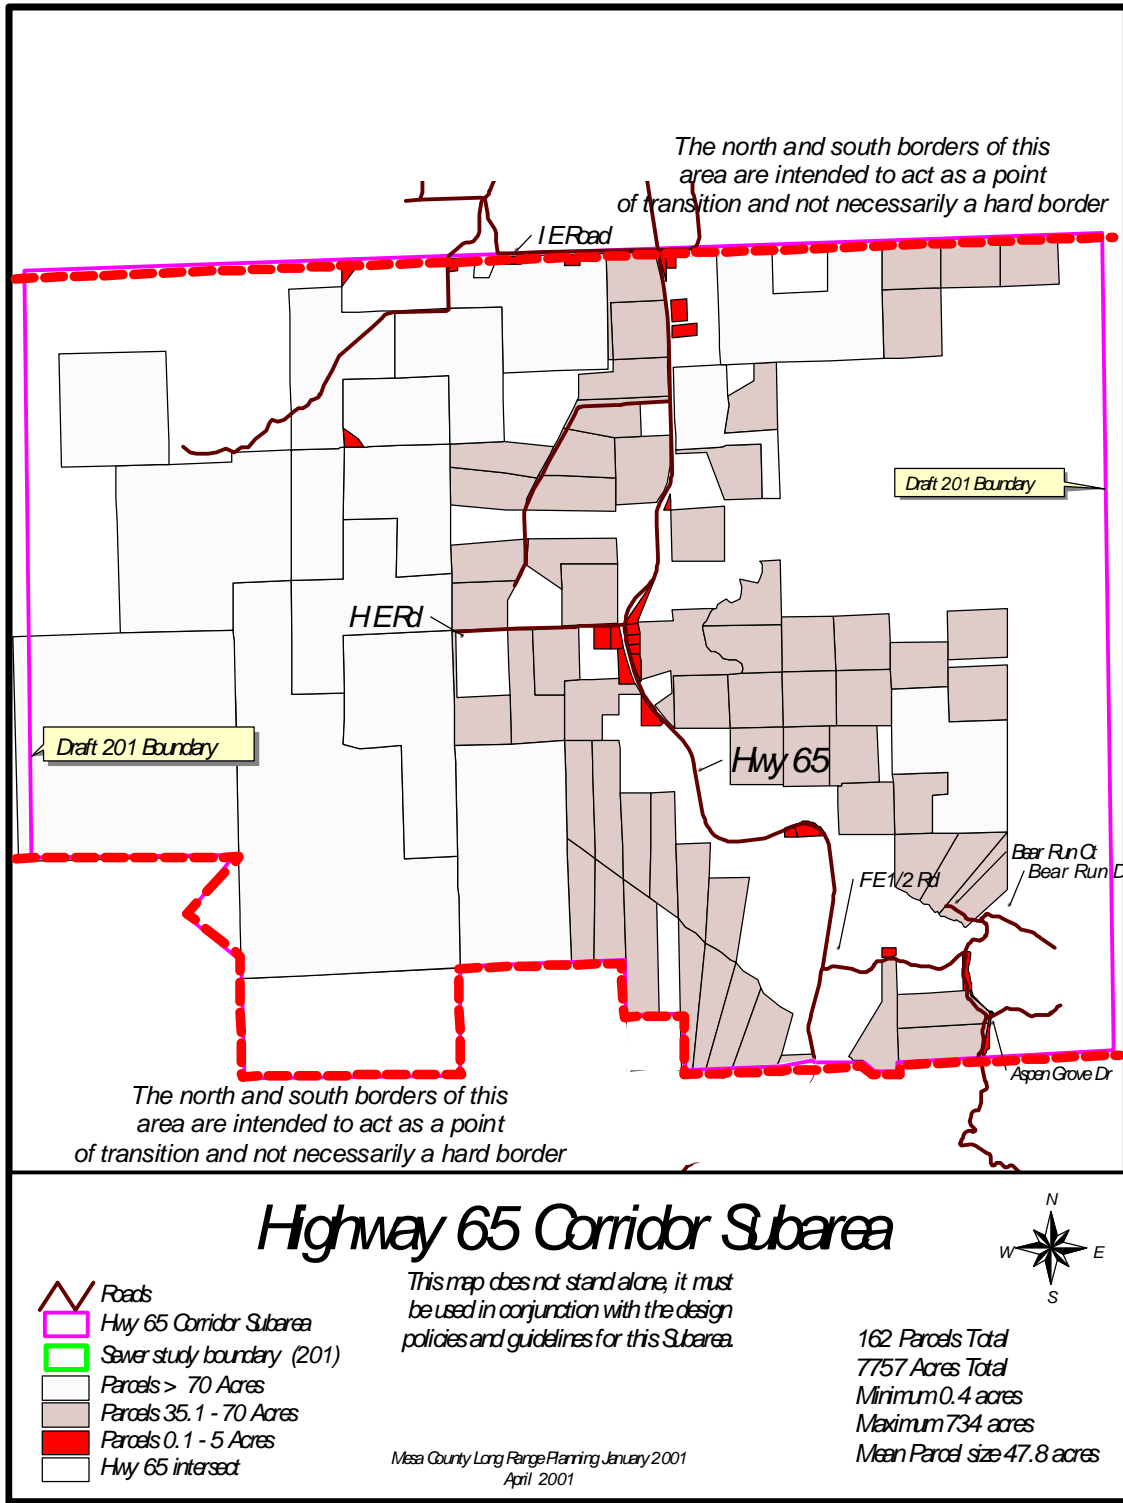 The north and south borders of this
area are intended to act as a point
of transition and not necessarily a hard border
I E Road
Draft 201 Boundary
H E Rd
Draft 201 Boundary
Hwy 65
Bear Run Ct
Bear Run D
F E 1/2 Rd
Aspen Grove Dr
The north and south borders of this
area are intended to act as a point
of transition and not necessarily a hard border
Highway 65 Corridor Subarea
N
W
E
S
This map does not stand alone, it must
be used in conjunction with the design
policies and guidelines for this Subarea.
Roads
Hwy 65 Corridor Subarea
Sewer study boundary (201)
Parcels > 70 Acres
Parcels 35.1 - 70 Acres
Parcels 0.1 - 5 Acres
Hwy 65 intersect
162 Parcels Total
7757 Acres Total
Minimum 0.4 acres
Maximum 734 acres
Mean Parcel size 47.8 acres
Mesa County Long Range Planning January 2001
April 2001